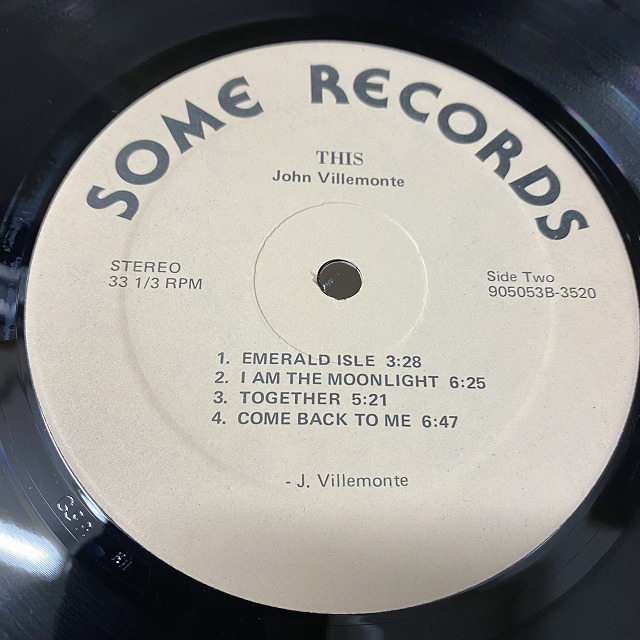 SOME RECORDS
THIS
John Villemonte
STEREO
33 1/3 RPM
Side Two
905053B-3520
1. EMERALD ISLE 3:28
2. I AM THE MOONLIGHT 6:25
3. TOGETHER 5:21
4. COME BACK TO ME 6:47
- J. Villemonte